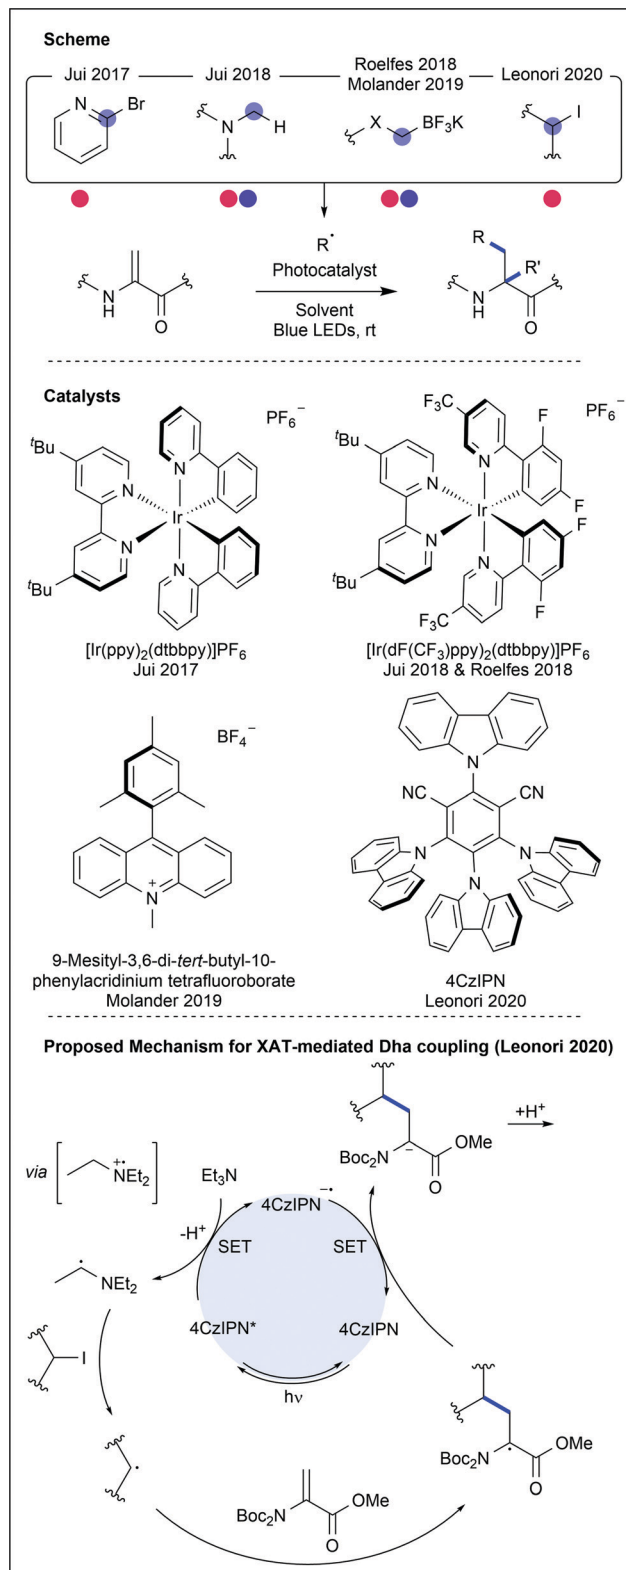 Scheme
Jui 2017
Jui 2018
Roelfes 2018
Molander 2019
Leonori 2020
N
Br
N
H
X
BF₃K
I
N
H
O
R•
Photocatalyst
Solvent
Blue LEDs, rt
R
R'
N
H
O
Catalysts
PF₆⁻
ᵗBu
N
N
Ir
N
N
ᵗBu
[Ir(ppy)₂(dtbbpy)]PF₆
Jui 2017
PF₆⁻
F₃C
F
ᵗBu
N
N
F
Ir
F
N
N
ᵗBu
F
F₃C
[Ir(dF(CF₃)ppy)₂(dtbbpy)]PF₆
Jui 2018 & Roelfes 2018
BF₄⁻
N⁺
9-Mesityl-3,6-di-tert-butyl-10-
phenylacridinium tetrafluoroborate
Molander 2019
N
NC
CN
N
N
N
4CzIPN
Leonori 2020
Proposed Mechanism for XAT-mediated Dha coupling (Leonori 2020)
+H⁺
Boc₂N
–
OMe
O
via
NEt₂
+•
Et₃N
4CzIPN⁻•
-H⁺
SET
SET
•
NEt₂
4CzIPN*
4CzIPN
I
hν
•
Boc₂N
•
OMe
O
Boc₂N
OMe
O